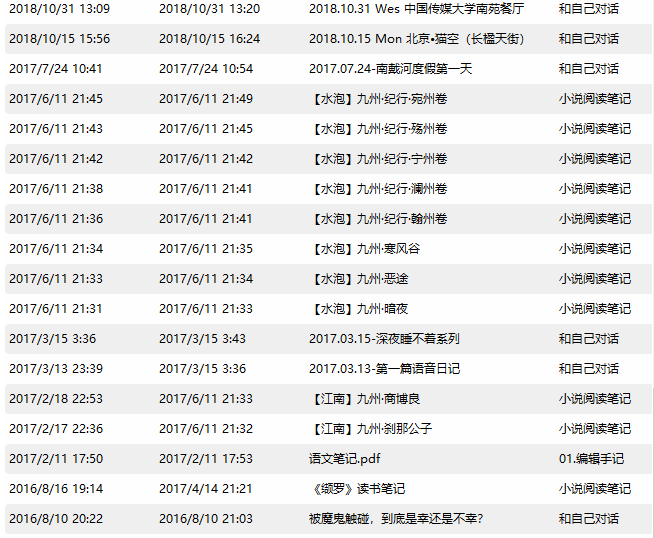 2018/10/31 13:09 2018/10/31 13:20 2018.10.31 Wes 中国传媒大学南苑餐厅 和自己对话
2018/10/15 15:56 2018/10/15 16:24 2018.10.15 Mon 北京•猫空（长楹天街） 和自己对话
2017/7/24 10:41 2017/7/24 10:54 2017.07.24-南戴河度假第一天 和自己对话
2017/6/11 21:45 2017/6/11 21:49 【水泡】九州·纪行·宛州卷 小说阅读笔记
2017/6/11 21:43 2017/6/11 21:45 【水泡】九州·纪行·殇州卷 小说阅读笔记
2017/6/11 21:42 2017/6/11 21:42 【水泡】九州·纪行·宁州卷 小说阅读笔记
2017/6/11 21:38 2017/6/11 21:41 【水泡】九州·纪行·澜州卷 小说阅读笔记
2017/6/11 21:36 2017/6/11 21:41 【水泡】九州·纪行·瀚州卷 小说阅读笔记
2017/6/11 21:34 2017/6/11 21:35 【水泡】九州·寒风谷 小说阅读笔记
2017/6/11 21:33 2017/6/11 21:34 【水泡】九州·恶途 小说阅读笔记
2017/6/11 21:31 2017/6/11 21:33 【水泡】九州·暗夜 小说阅读笔记
2017/3/15 3:36 2017/3/15 3:43 2017.03.15-深夜睡不着系列 和自己对话
2017/3/13 23:39 2017/3/15 3:36 2017.03.13-第一篇语音日记 和自己对话
2017/2/18 22:53 2017/6/11 21:33 【江南】九州·商博良 小说阅读笔记
2017/2/17 22:36 2017/6/11 21:32 【江南】九州·刹那公子 小说阅读笔记
2017/2/11 17:50 2017/2/11 17:53 语文笔记.pdf 01.编辑手记
2016/8/16 19:14 2017/4/14 21:21 《缬罗》读书笔记 小说阅读笔记
2016/8/10 20:22 2016/8/10 21:03 被魔鬼触碰，到底是幸还是不幸？ 和自己对话